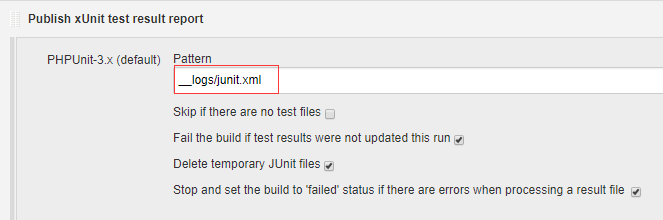 Publish xUnit test result report
PHPUnit-3.x (default) Pattern
__logs/junit.xml
Skip if there are no test files
Fail the build if test results were not updated this run
Delete temporary JUnit files
Stop and set the build to 'failed' status if there are errors when processing a result file